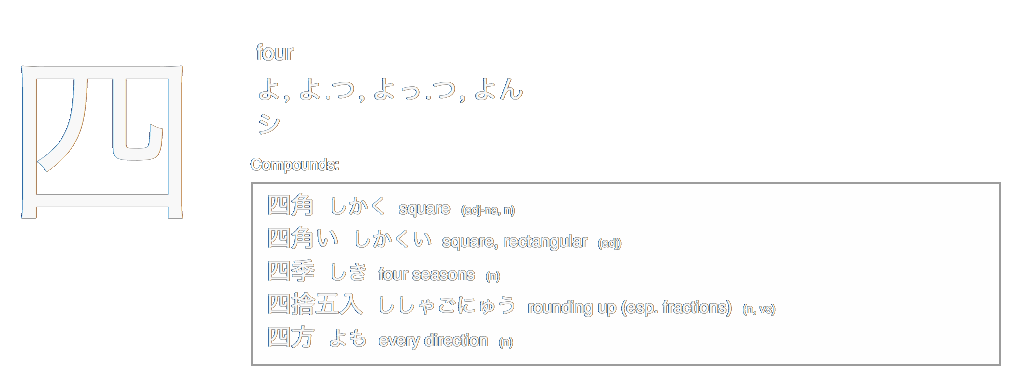 四
four
よ, よ.つ, よっ.つ, よん
シ
Compounds:
四角 しかく square (adj-na, n)
四角い しかくい square, rectangular (adj)
四季 しき four seasons (n)
四捨五入 ししゃごにゅう rounding up (esp. fractions) (n, vs)
四方 よも every direction (n)